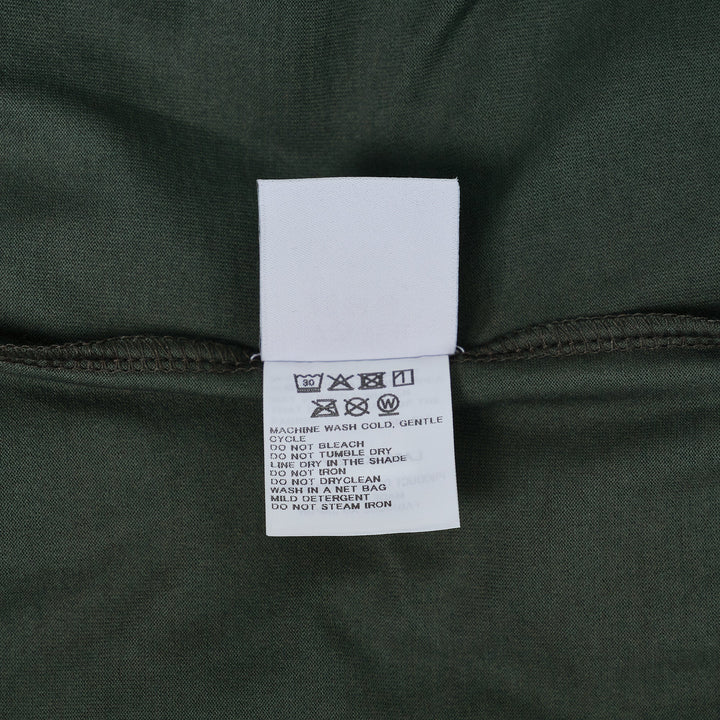 30
W
MACHINE WASH COLD, GENTLE
CYCLE
DO NOT BLEACH
DO NOT TUMBLE DRY
LINE DRY IN THE SHADE
DO NOT IRON
DO NOT DRYCLEAN
WASH IN A NET BAG
MILD DETERGENT
DO NOT STEAM IRON